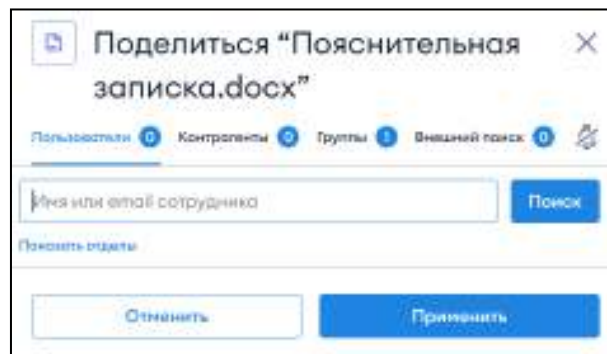 Поделиться “Пояснительная
записка.docx”
Пользователи 0 Контрагенты 0 Группы 1 Внешний поиск 0
Имя или email сотрудника Поиск
Показать отделы
Отменить Применить